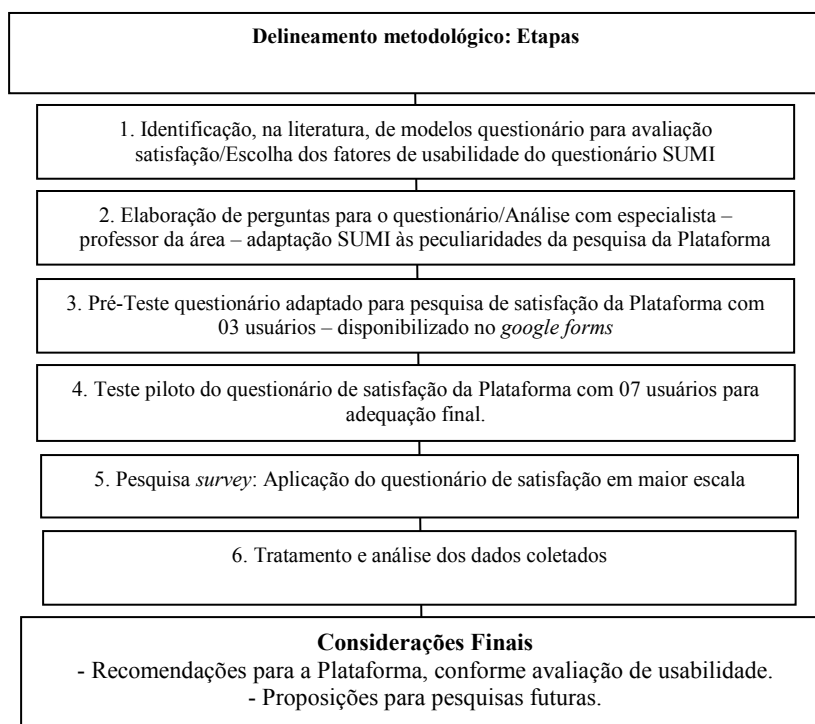 Delineamento metodológico: Etapas
1. Identificação, na literatura, de modelos questionário para avaliação
satisfação/Escolha dos fatores de usabilidade do questionário SUMI
2. Elaboração de perguntas para o questionário/Análise com especialista –
professor da área – adaptação SUMI às peculiaridades da pesquisa da Plataforma
3. Pré-Teste questionário adaptado para pesquisa de satisfação da Plataforma com
03 usuários – disponibilizado no google forms
4. Teste piloto do questionário de satisfação da Plataforma com 07 usuários para
adequação final.
5. Pesquisa survey: Aplicação do questionário de satisfação em maior escala
6. Tratamento e análise dos dados coletados
Considerações Finais
- Recomendações para a Plataforma, conforme avaliação de usabilidade.
- Proposições para pesquisas futuras.